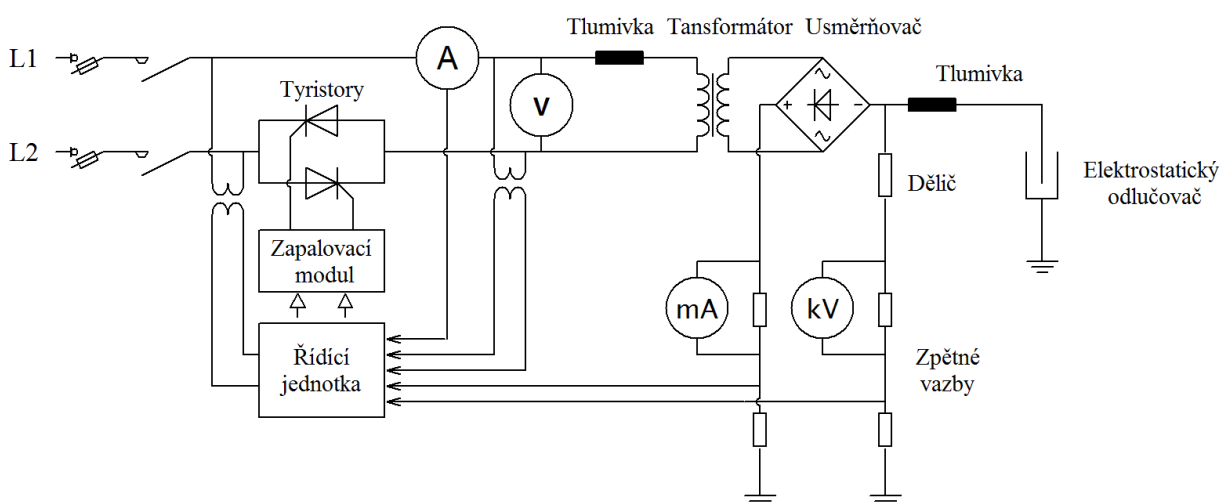 Tlumivka Tansformátor Usměrňovač
L1
A
Tlumivka
Tyristory
V
+ -
L2
Dělič
Elektrostatický
odlučovač
Zapalovací
modul
mA
kV
Řídící
jednotka
Zpětné
vazby